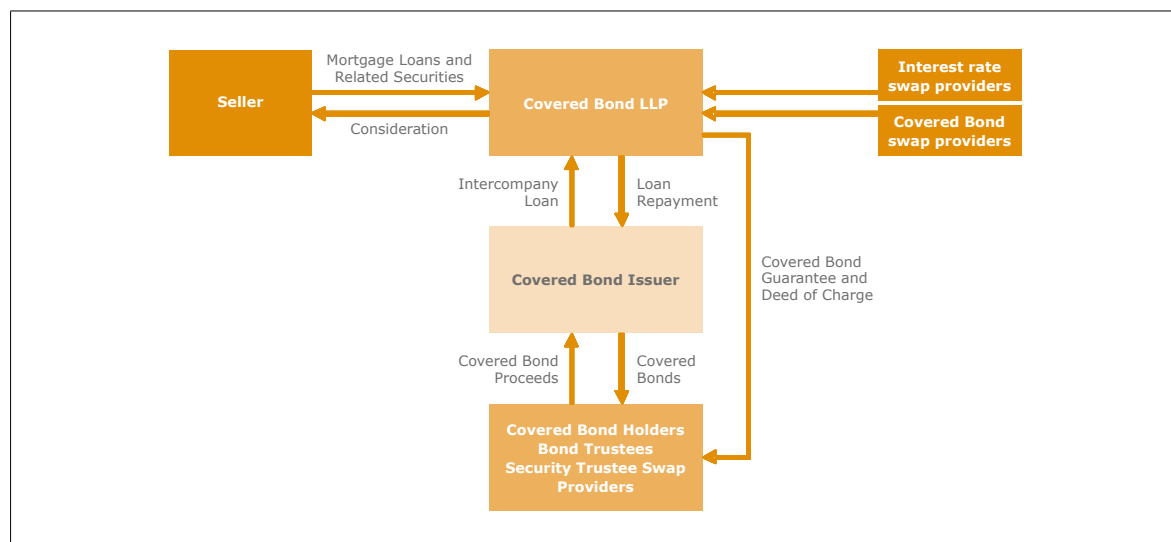 Mortgage Loans and
Related Securities
Seller
Consideration
Covered Bond LLP
Interest rate
swap providers
Covered Bond
swap providers
Intercompany
Loan
Loan
Repayment
Covered Bond Issuer
Covered Bond
Guarantee and
Deed of Charge
Covered Bond
Proceeds
Covered
Bonds
Covered Bond Holders
Bond Trustees
Security Trustee Swap
Providers